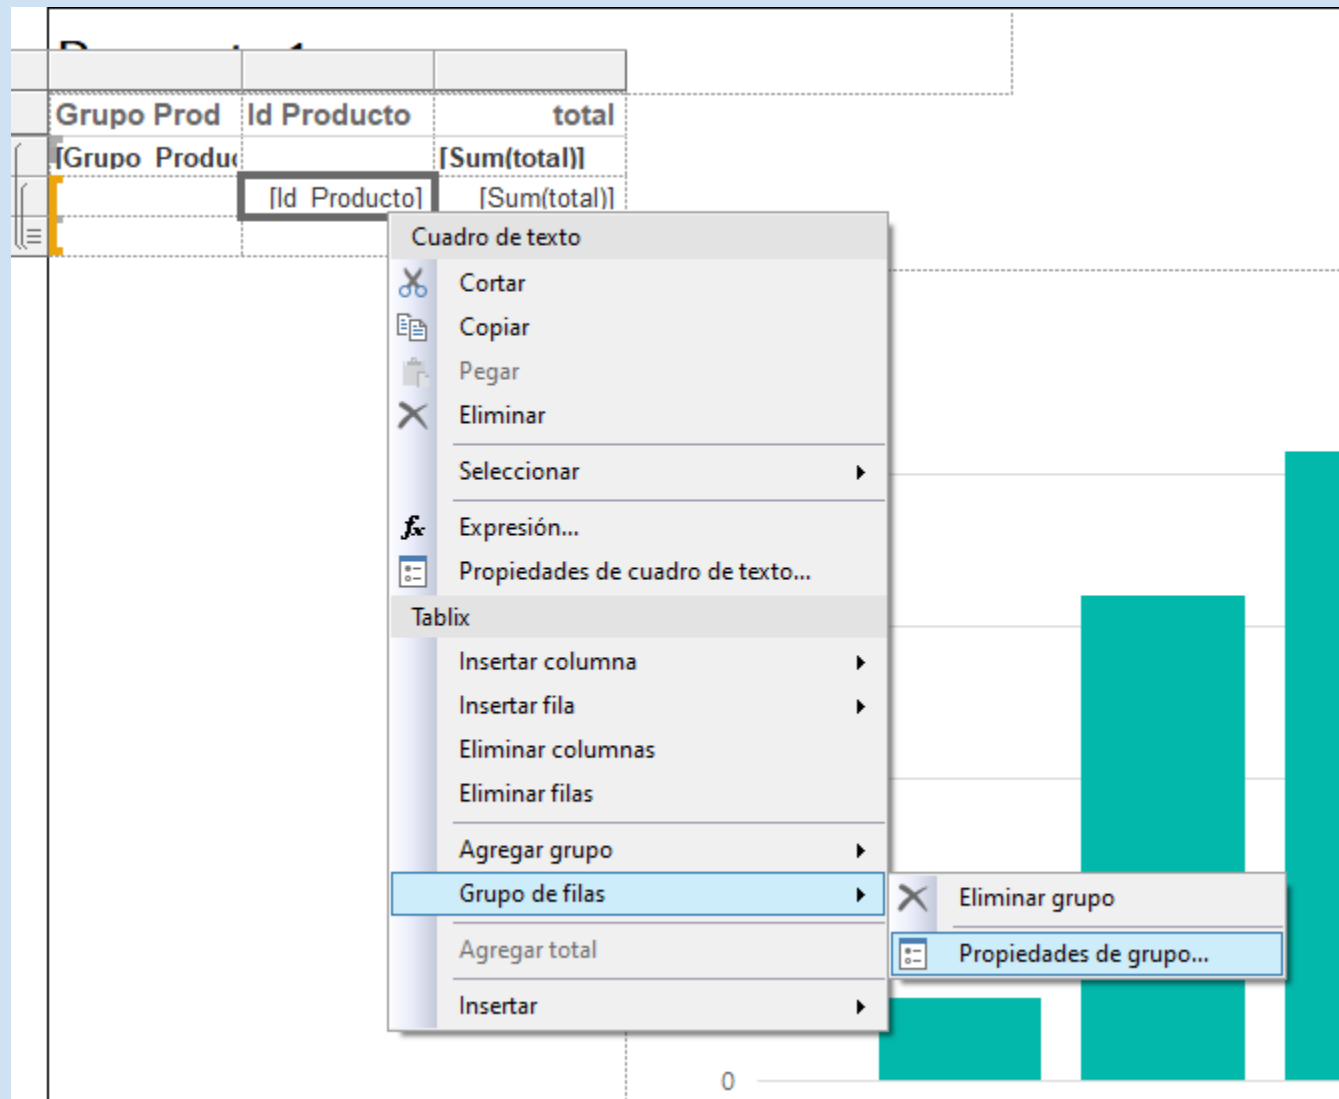 Grupo Prod Id Producto total
[Grupo Produc [Sum(total)]
[Id Producto] [Sum(total)]
Cuadro de texto
Cortar
Copiar
Pegar
Eliminar
Seleccionar
Expresión...
Propiedades de cuadro de texto...
Tablix
Insertar columna
Insertar fila
Eliminar columnas
Eliminar filas
Agregar grupo
Grupo de filas
Eliminar grupo
Agregar total
Propiedades de grupo...
Insertar
0